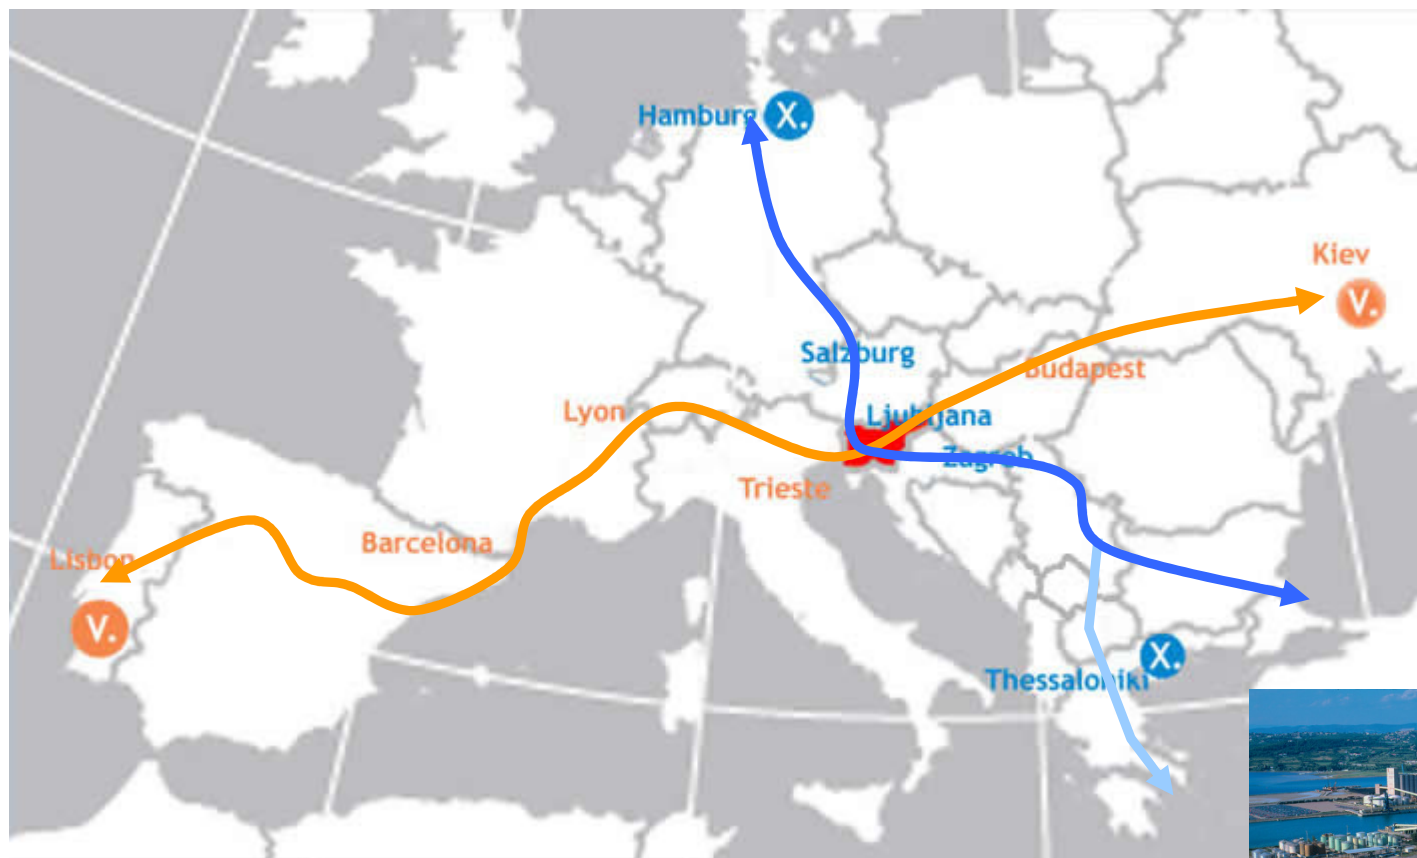 Hamburg
X.
Kiev
V.
Salzburg
Budapest
Lyon
Ljubljana
Zagreb
Trieste
Barcelona
Lisbon
V.
X.
Thessaloniki